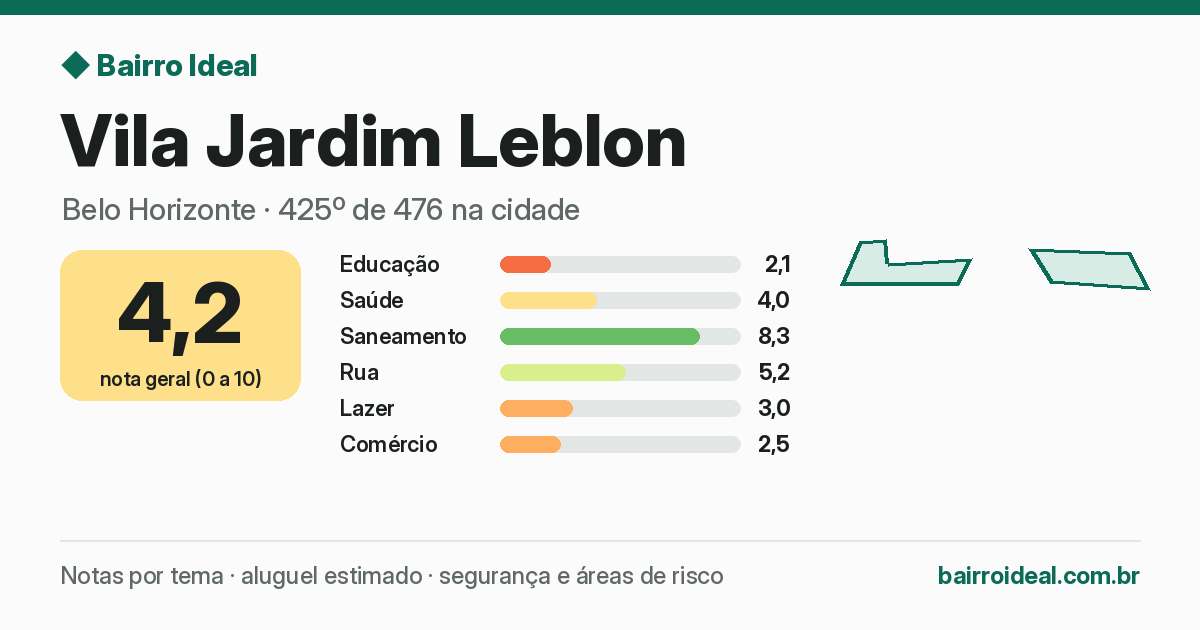 Bairro Ideal
Vila Jardim Leblon
Belo Horizonte · 425º de 476 na cidade
4,2
nota geral (0 a 10)
Educação 2,1
Saúde 4,0
Saneamento 8,3
Rua 5,2
Lazer 3,0
Comércio 2,5
Notas por tema · aluguel estimado · segurança e áreas de risco
bairroideal.com.br